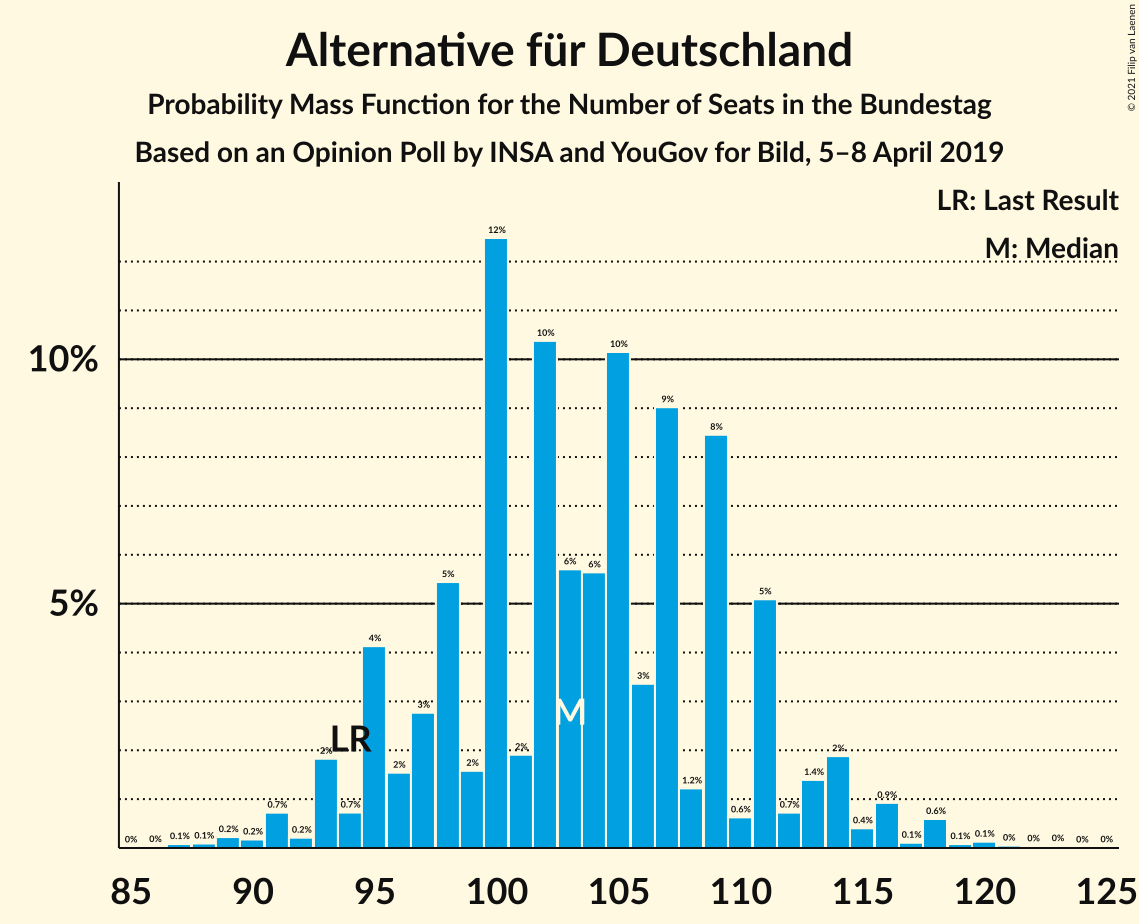 Alternative für Deutschland
Probability Mass Function for the Number of Seats in the Bundestag
Based on an Opinion Poll by INSA and YouGov for Bild, 5–8 April 2019
© 2021 Filip van Laenen
LR: Last Result
M: Median
10%
5%
0% 0% 0.1% 0.1% 0.2% 0.2% 0.7% 0.2% 2% 0.7% 4% 2% 3% 5% 2% 12% 2% 10% 6% 6% 10% 3% 9% 1.2% 8% 0.6% 5% 0.7% 1.4% 2% 0.4% 0.9% 0.1% 0.6% 0.1% 0.1% 0% 0% 0% 0% 0%
LR
M
85 90 95 100 105 110 115 120 125